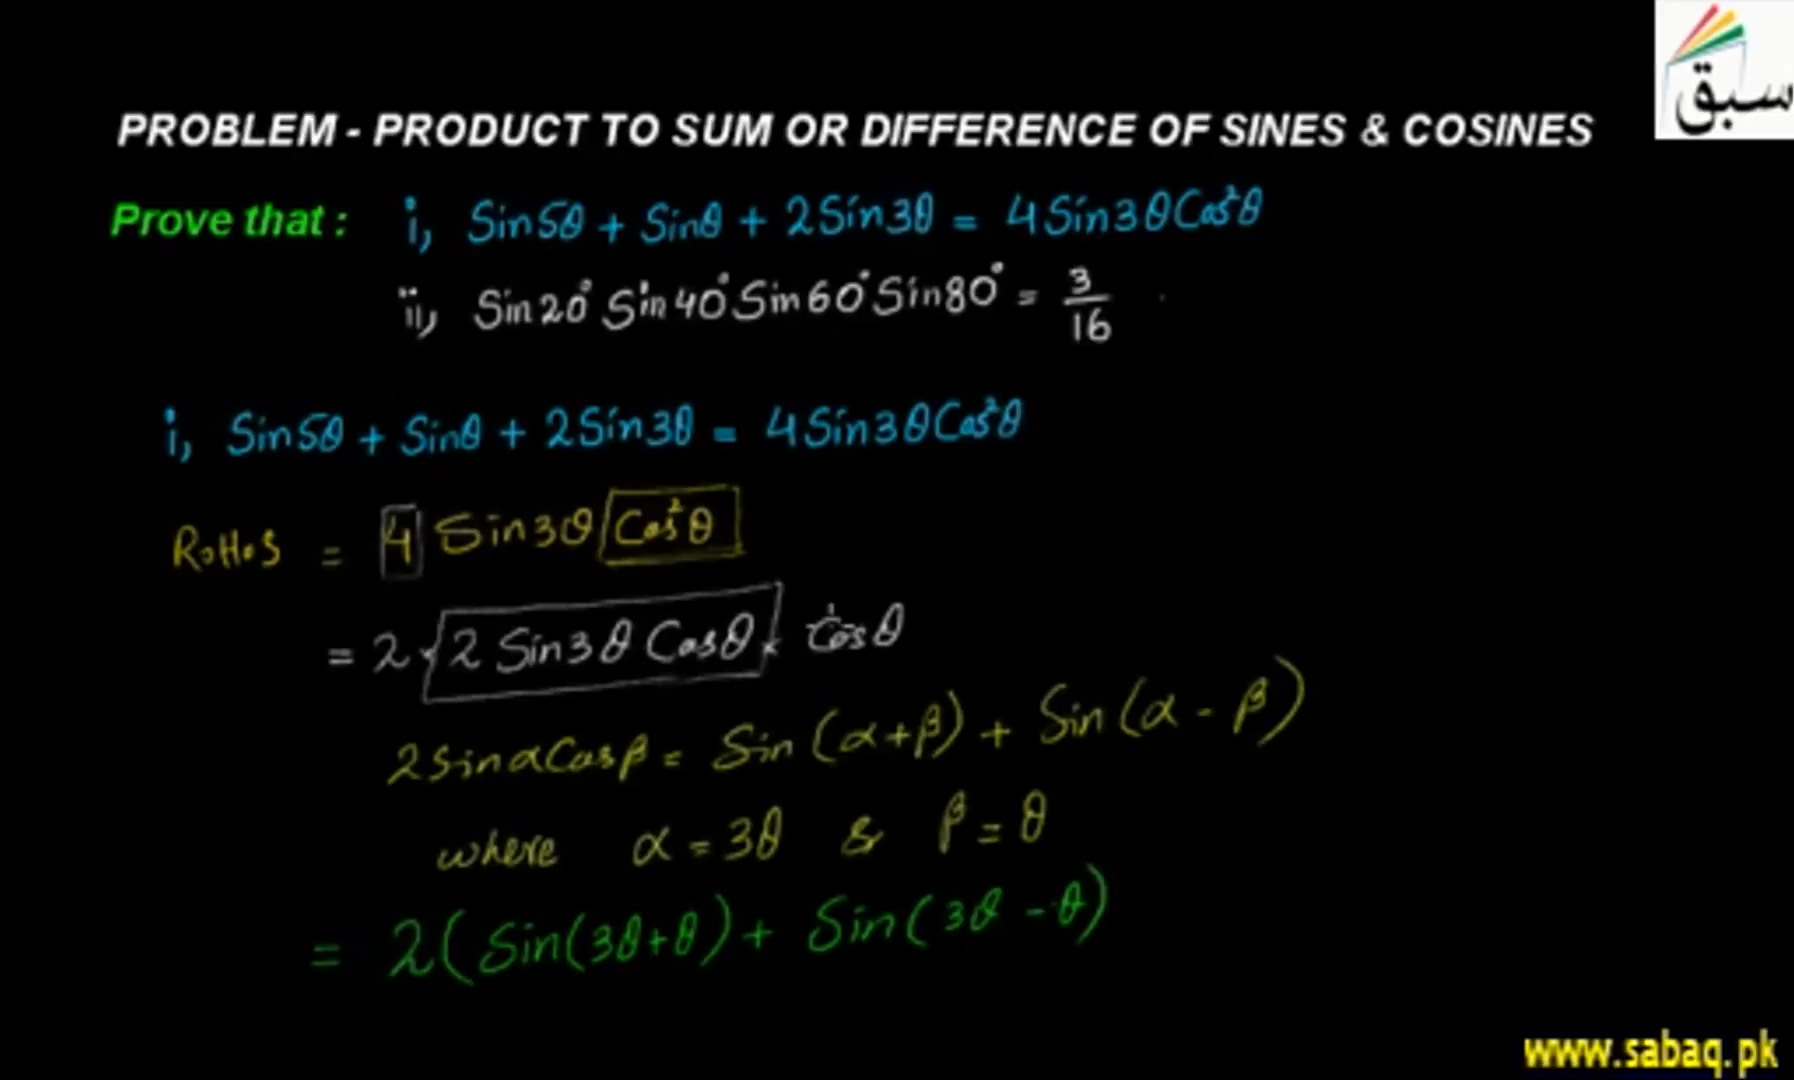 سبق
PROBLEM - PRODUCT TO SUM OR DIFFERENCE OF SINES & COSINES
Prove that : i, Sin5θ + Sinθ + 2Sin3θ = 4Sin3θCos²θ
ii, Sin20° Sin40° Sin60° Sin80° = 3/16
i, Sin5θ + Sinθ + 2Sin3θ = 4Sin3θCos²θ
R.H.S = 4 Sin3θ Cos²θ
= 2 × 2 Sin3θ Cosθ × Cosθ
2sinαCosβ = Sin(α+β) + Sin(α - β)
where α = 3θ & β = θ
= 2(Sin(3θ+θ) + Sin(3θ - θ)
www.sabaq.pk